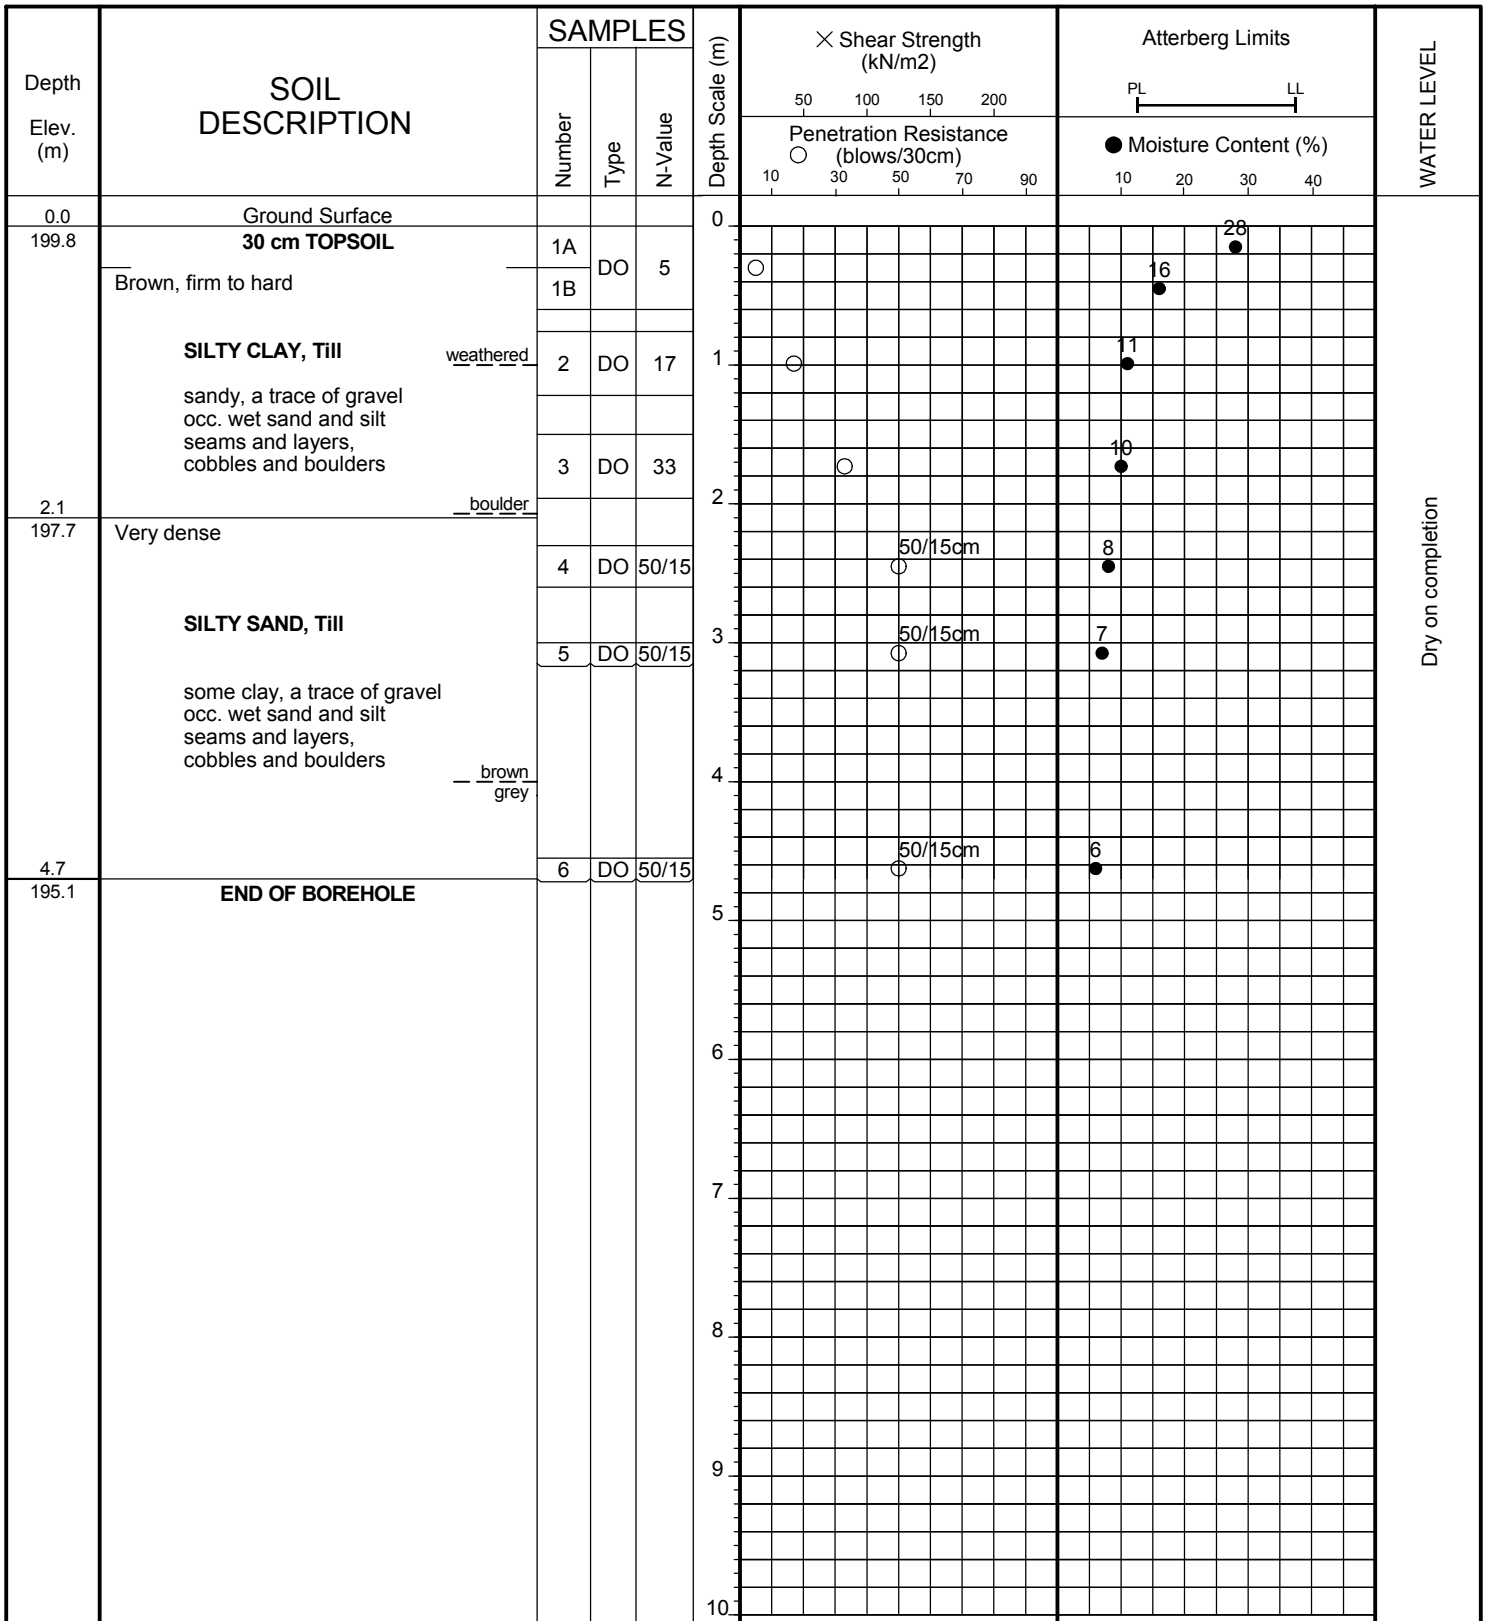 Depth
Elev.
(m)
SOIL
DESCRIPTION
SAMPLES
Number
Type
N-Value
Depth Scale (m)
× Shear Strength
(kN/m2)
50 100 150 200
Penetration Resistance
(blows/30cm)
10 30 50 70 90
Atterberg Limits
PL LL
Moisture Content (%)
10 20 30 40
WATER LEVEL
0.0 Ground Surface 0
199.8 30 cm TOPSOIL 1A DO 5 28
Brown, firm to hard 1B 16
SILTY CLAY, Till weathered 2 DO 17 1 11
sandy, a trace of gravel
occ. wet sand and silt
seams and layers,
cobbles and boulders 3 DO 33 10
2.1 boulder 2
197.7 Very dense
4 DO 50/15 50/15cm 8
SILTY SAND, Till
5 DO 50/15 3 50/15cm 7
some clay, a trace of gravel
occ. wet sand and silt
seams and layers,
cobbles and boulders
brown 4
grey
4.7 6 DO 50/15 50/15cm 6
195.1 END OF BOREHOLE
5
6
7
8
9
10
Dry on completion